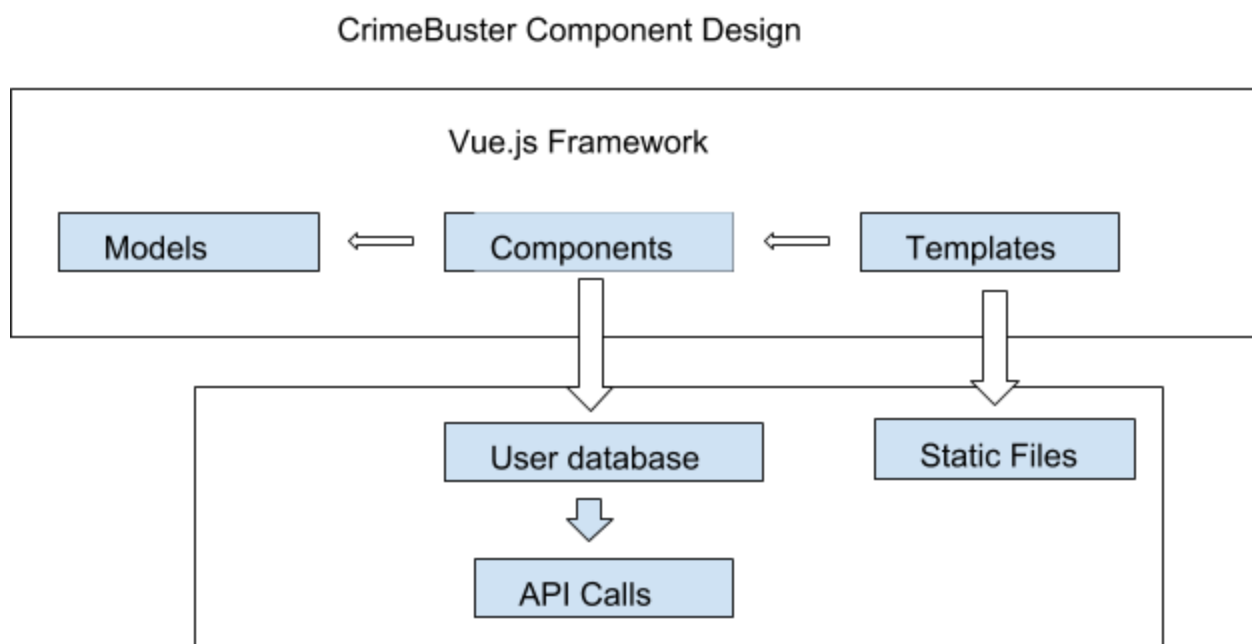 CrimeBuster Component Design
Vue.js Framework
Models
Components
Templates
User database
Static Files
API Calls